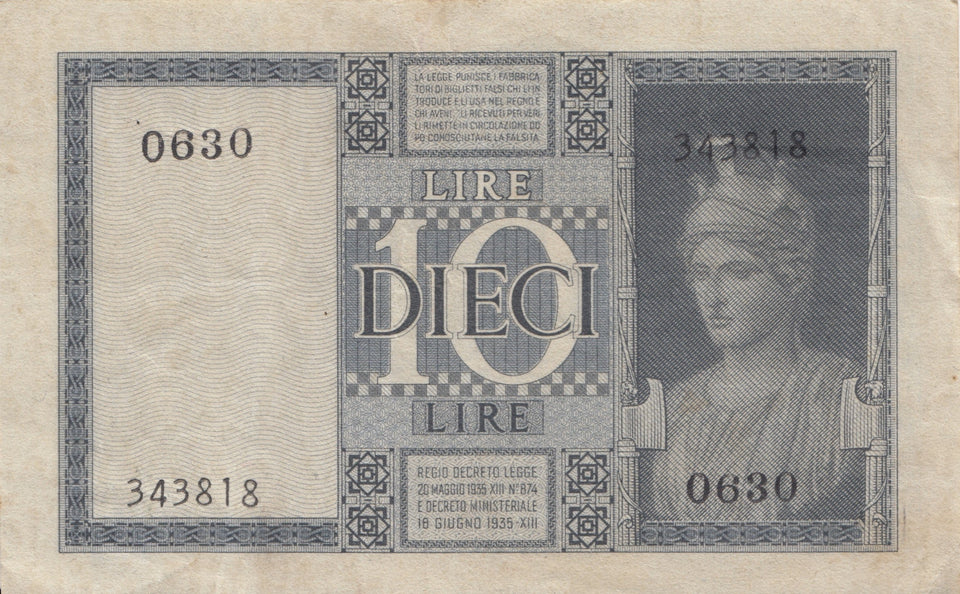 0630
343818
LA LEGGE PUNISCE I FABBRICA
TORI DI BIGLIETTI FALSI CHI LI IN
TRODUCE E LI USA NEL REGNO E
CHI AVENDOLI RICEVUTI PER VERI
LI RIMETTE IN CIRCOLAZIONE DO
PO CONOSCIUTANE LA FALSITA
LIRE
10
DIECI
LIRE
REGIO DECRETO LEGGE
20 MAGGIO 1935 XIII N° 874
E DECRETO MINISTERIALE
18 GIUGNO 1935-XIII
343818
0630